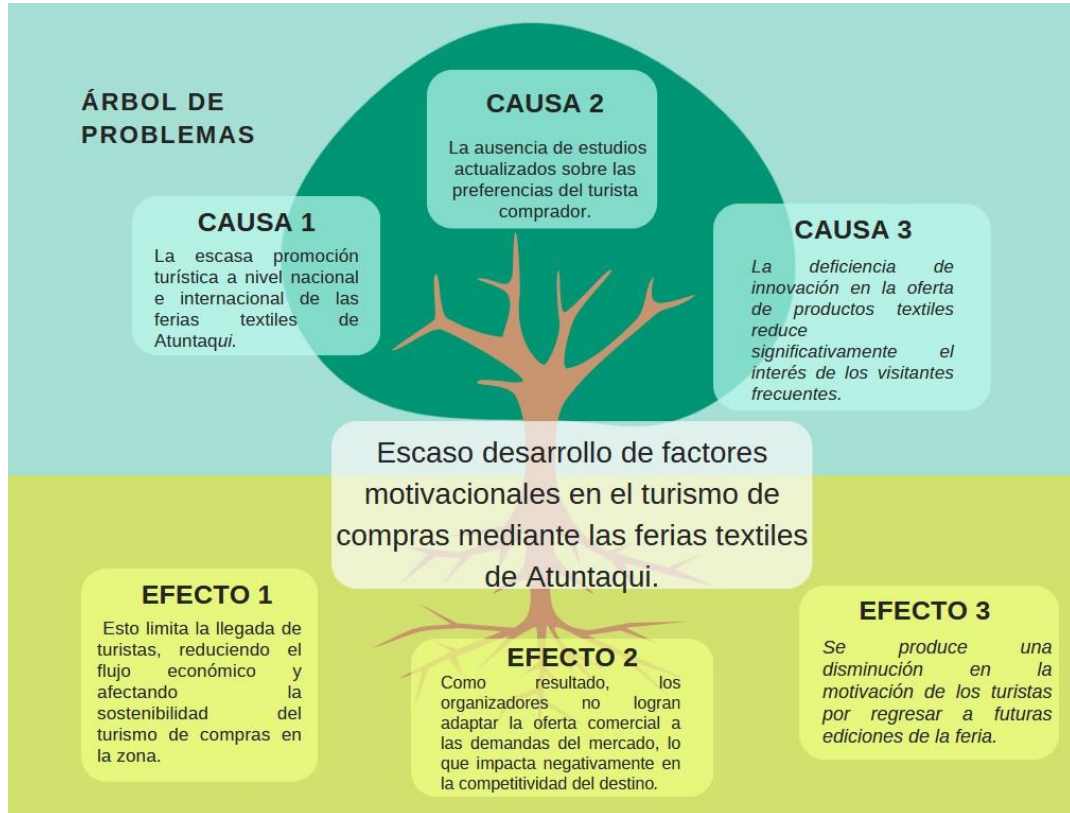 ÁRBOL DE
PROBLEMAS
CAUSA 2
La ausencia de estudios
actualizados sobre las
preferencias del turista
comprador.
CAUSA 1
La escasa promoción
turística a nivel nacional
e internacional de las
ferias textiles de
Atuntaqui.
CAUSA 3
La deficiencia de
innovación en la oferta
de productos textiles
reduce
significativamente el
interés de los visitantes
frecuentes.
Escaso desarrollo de factores
motivacionales en el turismo de
compras mediante las ferias textiles
de Atuntaqui.
EFECTO 1
Esto limita la llegada de
turistas, reduciendo el
flujo económico y
afectando la
sostenibilidad del
turismo de compras en
la zona.
EFECTO 2
Como resultado, los
organizadores no logran
adaptar la oferta comercial a
las demandas del mercado, lo
que impacta negativamente en
la competitividad del destino.
EFECTO 3
Se produce una
disminución en la
motivación de los turistas
por regresar a futuras
ediciones de la feria.